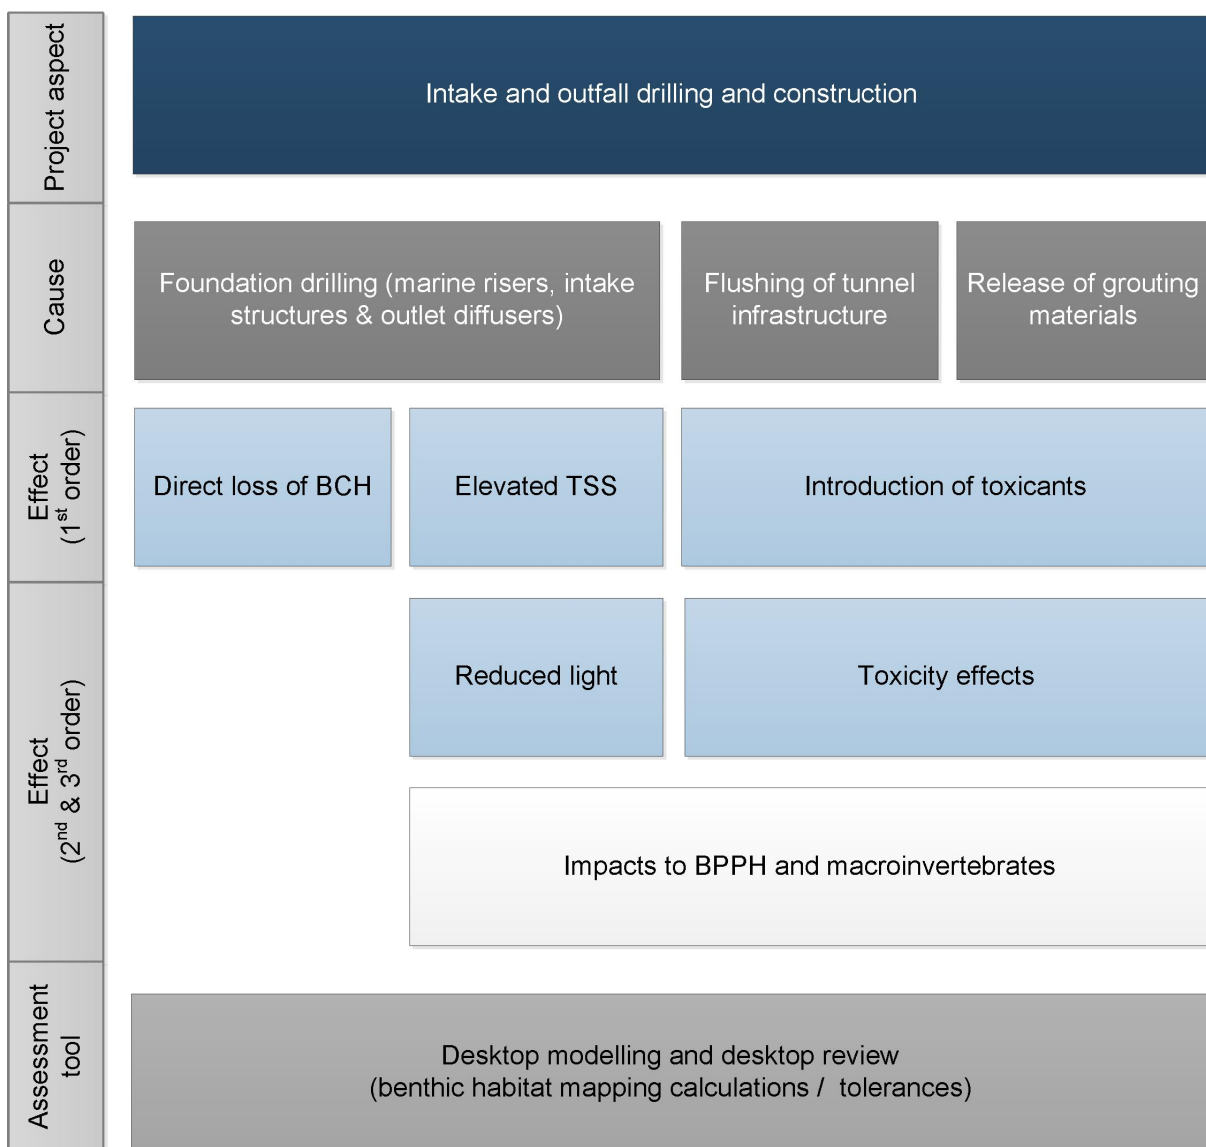 Project aspect
Intake and outfall drilling and construction
Cause
Foundation drilling (marine risers, intake
structures & outlet diffusers)
Flushing of tunnel
infrastructure
Release of grouting
materials
Effect
(1st order)
Direct loss of BCH
Elevated TSS
Introduction of toxicants
Effect
(2nd & 3rd order)
Reduced light
Toxicity effects
Impacts to BPPH and macroinvertebrates
Assessment
tool
Desktop modelling and desktop review
(benthic habitat mapping calculations / tolerances)